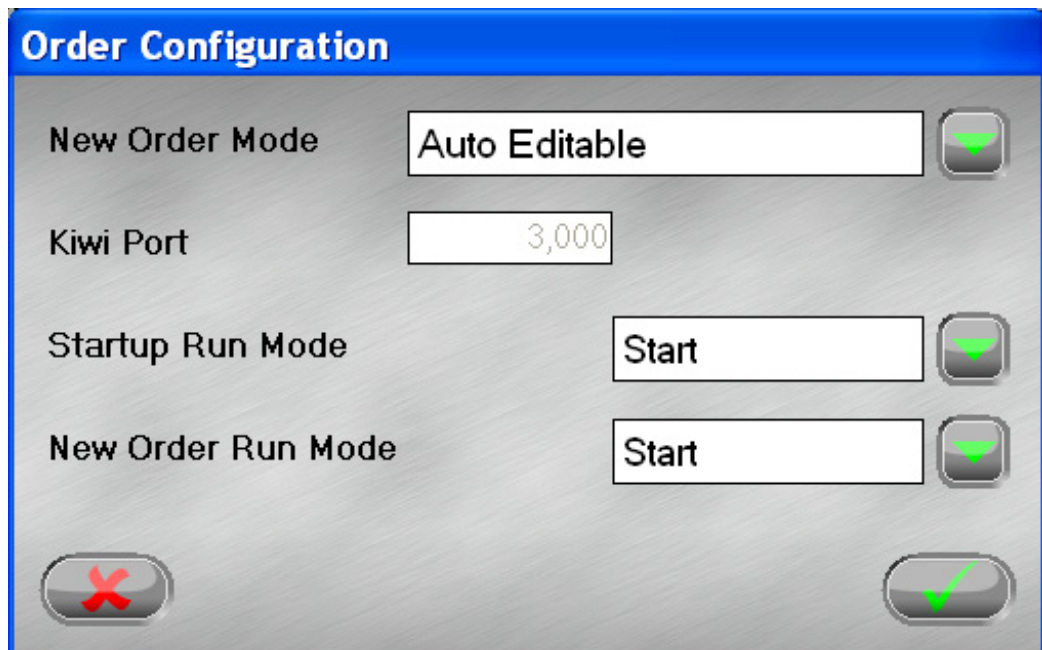 Order Configuration
New Order Mode Auto Editable
Kiwi Port 3,000
Startup Run Mode Start
New Order Run Mode Start